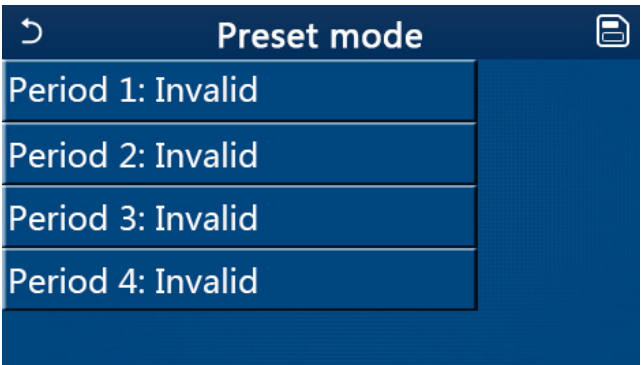 Preset mode
Period 1: Invalid
Period 2: Invalid
Period 3: Invalid
Period 4: Invalid